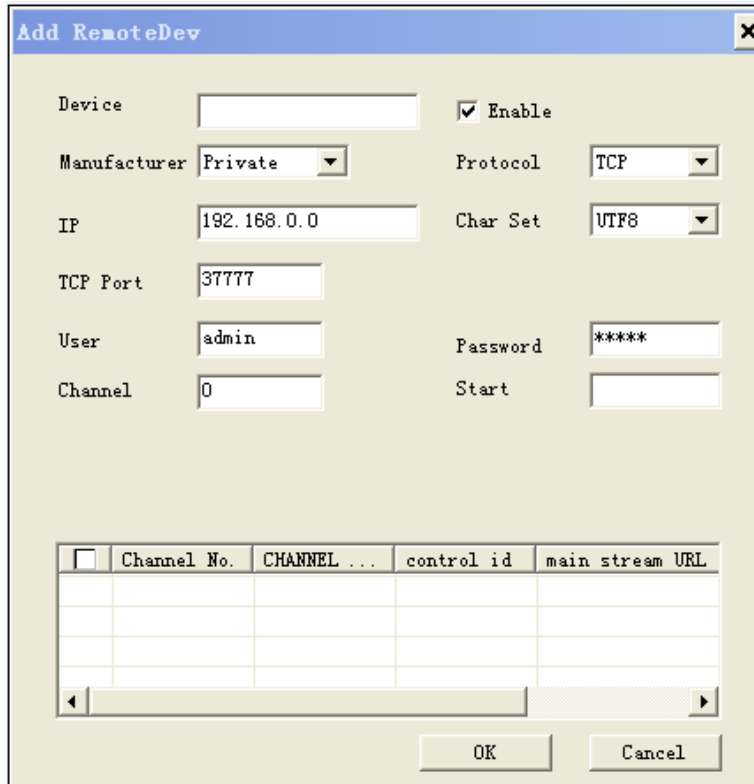 Add RemoteDev
Device
Enable
Manufacturer Private Protocol TCP
IP 192.168.0.0 Char Set UTF8
TCP Port 37777
User admin Password *****
Channel 0 Start
Channel No. CHANNEL ... control id main stream URL
OK Cancel